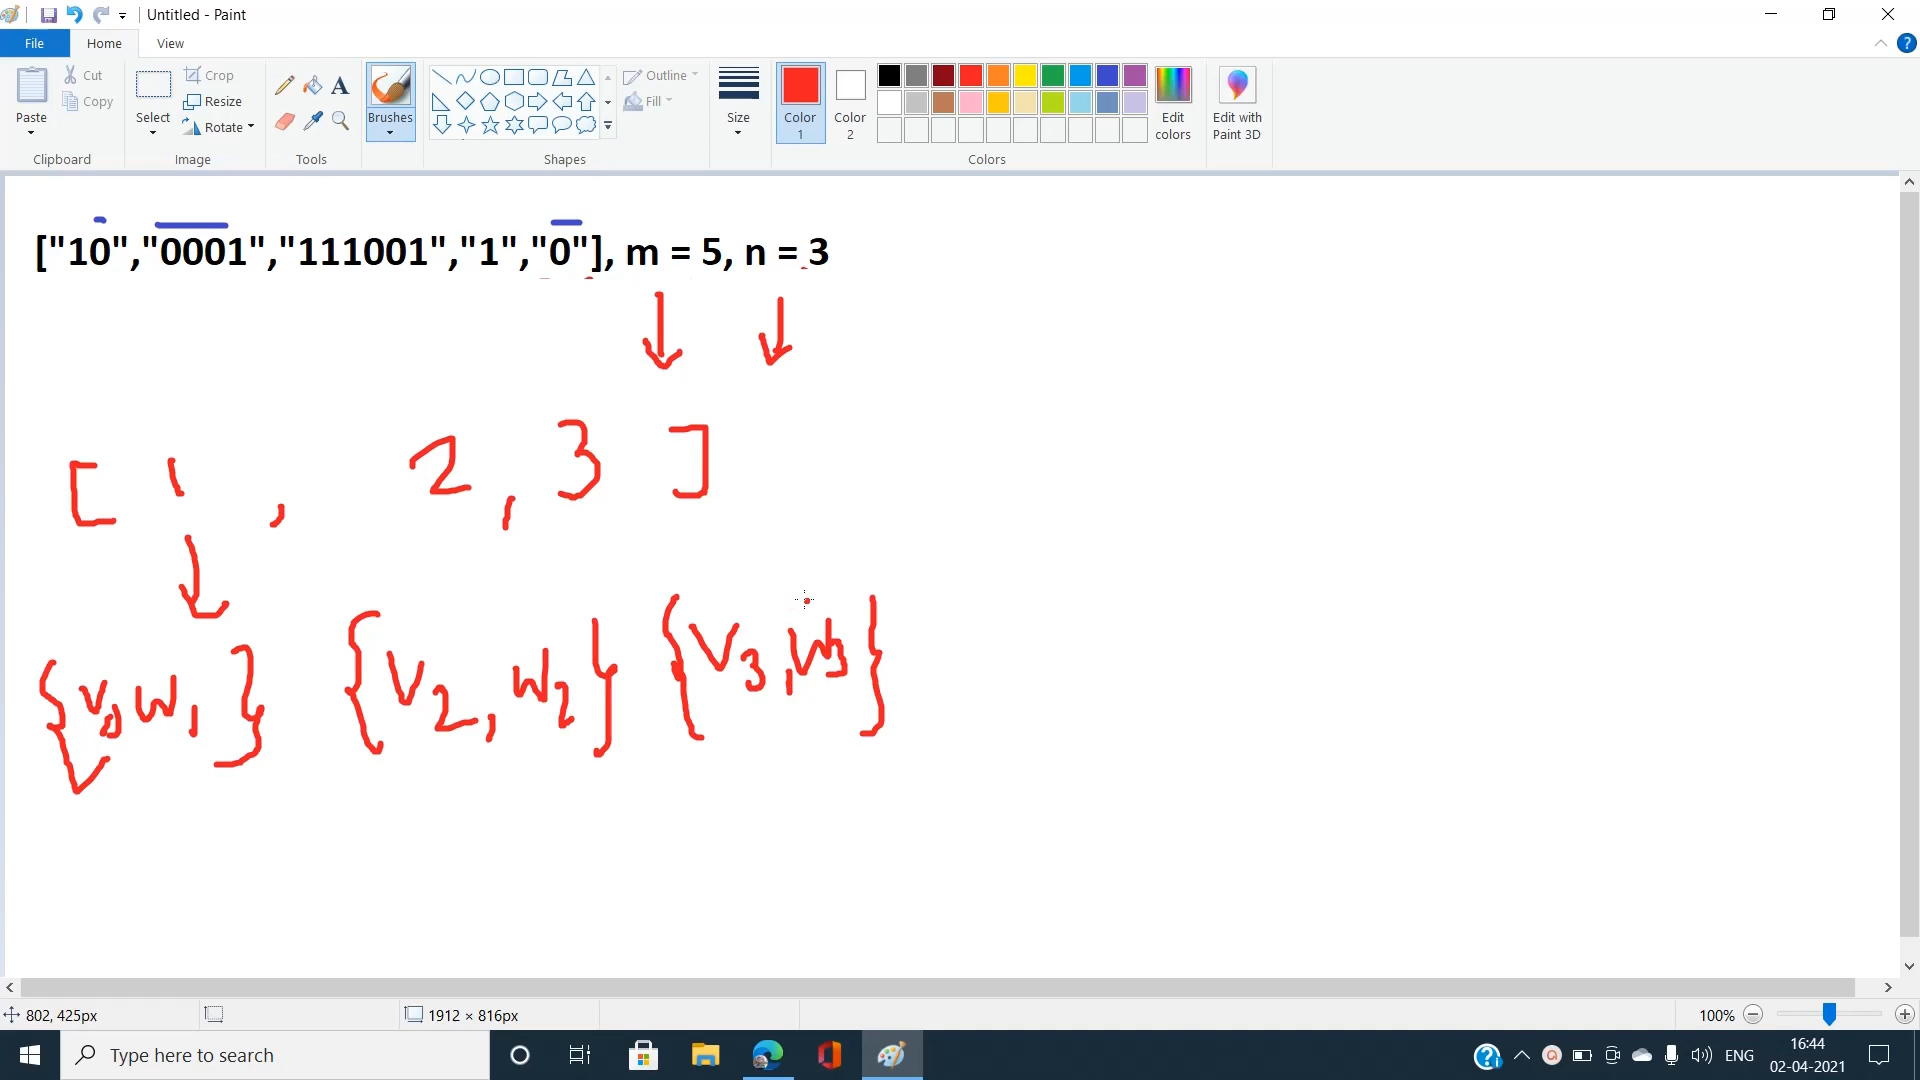 Untitled - Paint
File Home View
Paste
Cut
Copy
Clipboard
Select
Crop
Resize
Rotate
Image
Tools
Brushes
Shapes
Outline
Fill
Size
Color 1
Color 2
Colors
Edit colors
Edit with Paint 3D
["10","0001","111001","1","0"], m = 5, n = 3
[ 1 , 2 , 3 ]
{V1, W1} {V2, W2} {V3, W3}
802, 425px 1912 × 816px 100%
Type here to search
ENG
16:44
02-04-2021